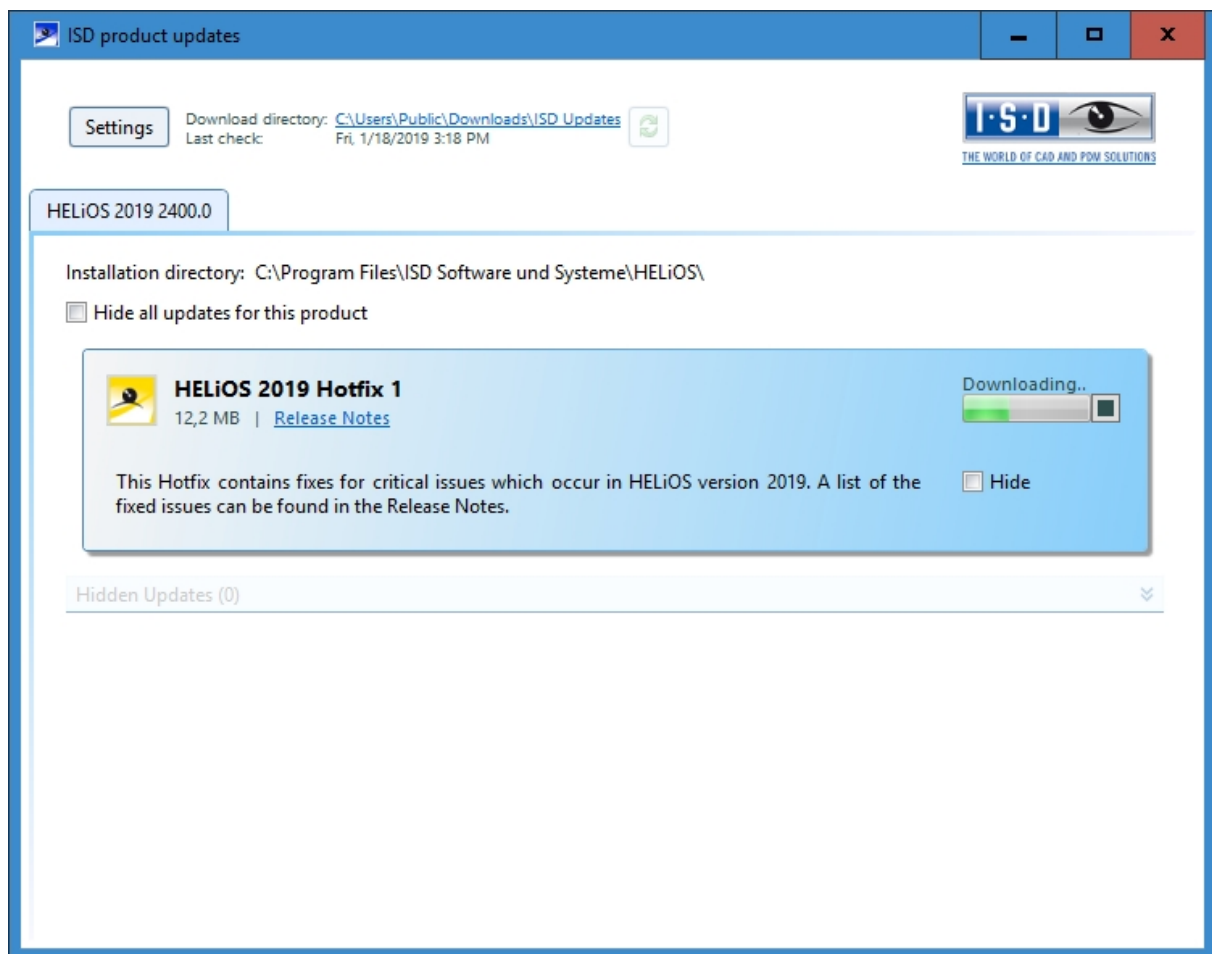 ISD product updates
Settings
Download directory: C:\Users\Public\Downloads\ISD Updates
Last check: Fri, 1/18/2019 3:18 PM
I·S·D
THE WORLD OF CAD AND PDM SOLUTIONS
HELiOS 2019 2400.0
Installation directory: C:\Program Files\ISD Software und Systeme\HELiOS\
Hide all updates for this product
HELiOS 2019 Hotfix 1
12,2 MB | Release Notes
Downloading..
This Hotfix contains fixes for critical issues which occur in HELiOS version 2019. A list of the
fixed issues can be found in the Release Notes.
Hide
Hidden Updates (0)